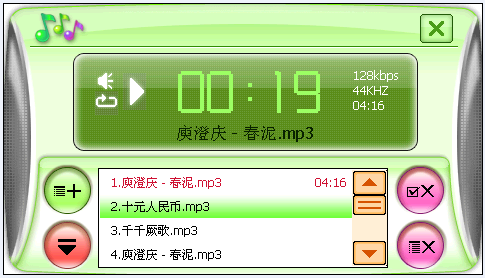 00:19
128kbps
44KHZ
04:16
庾澄庆 - 春泥.mp3
1.庾澄庆 - 春泥.mp3 04:16
2.十元人民币.mp3
3.千千厥歌.mp3
4.庾澄庆 - 春泥.mp3